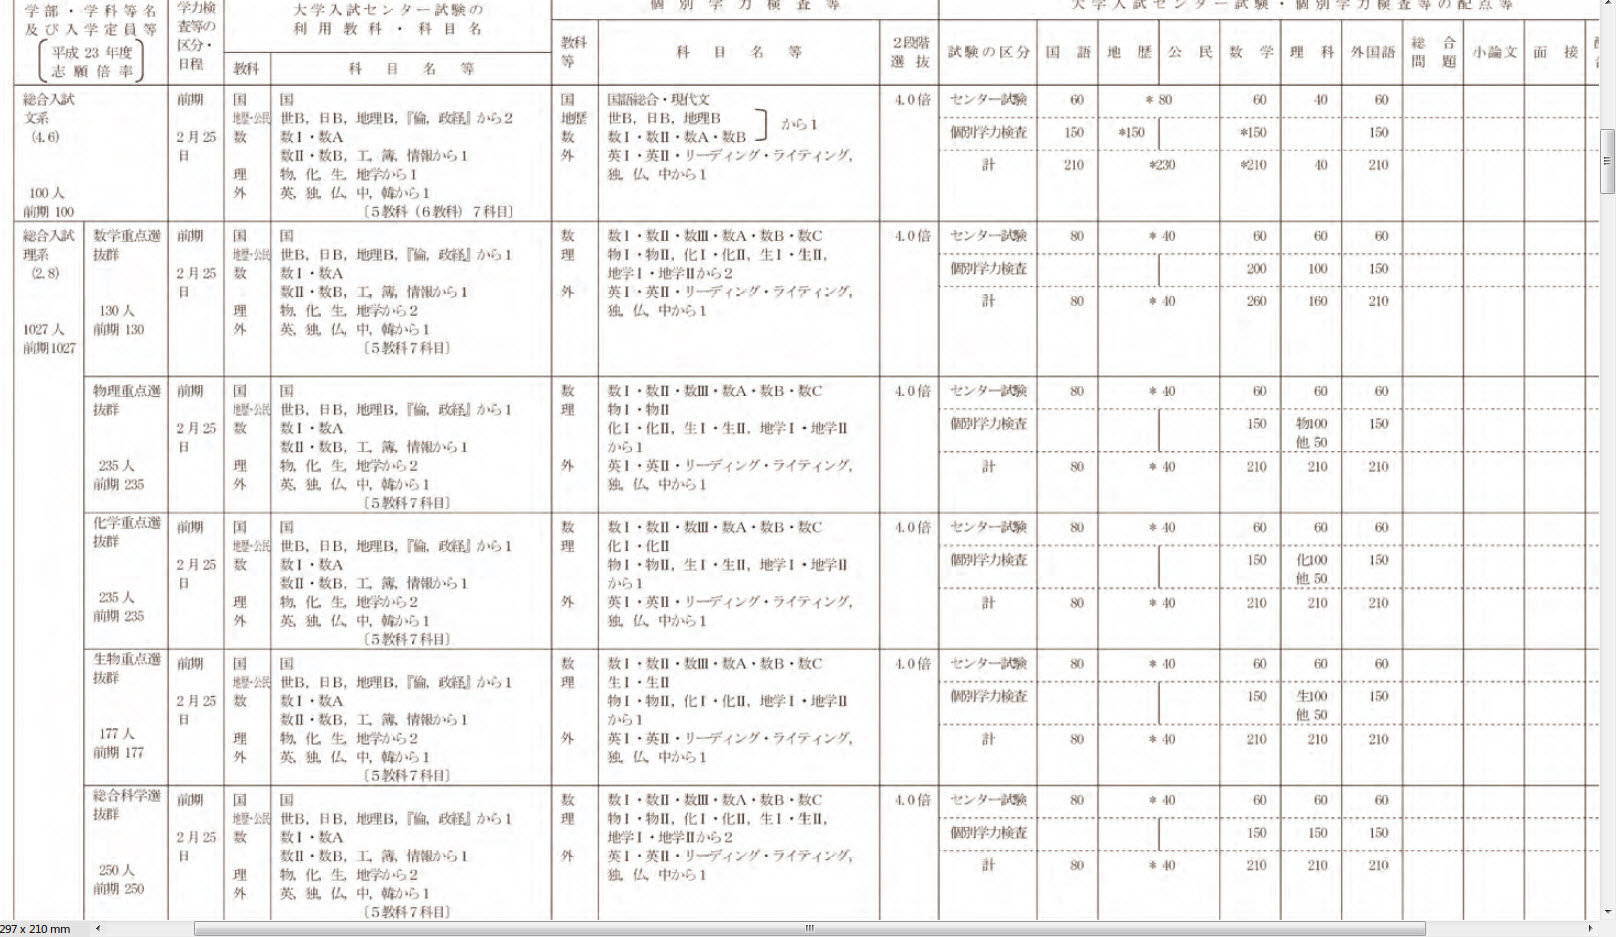 学部・学科等名
及び入学定員等
平成 23 年度
志願倍率
学力検
査等の
区分・
日程
大学入試センター試験の
利用教科・科目名
教科
科目名等
個別学力検査等
教科
等
科目名等
2段階
選抜
大学入試センター試験・個別学力検査等の配点等
試験の区分
国語
地歴
公民
数学
理科
外国語
総合
問題
小論文
面接
総合入試
文系
(4.6)
100人
前期 100
前期
2月25
日
国 国
地歴・公民 世B, 日B, 地理B,『倫, 政経』から2
数 数Ⅰ・数A
数Ⅱ・数B, 工, 簿, 情報から1
理 物, 化, 生, 地学から1
外 英, 独, 仏, 中, 韓から1
〔5教科(6教科)7科目〕
国 国語総合・現代文
地歴 世B, 日B, 地理B
数 数Ⅰ・数Ⅱ・数A・数B
から1
外 英Ⅰ・英Ⅱ・リーディング・ライティング,
独, 仏, 中から1
4.0倍
センター試験 60 *80 60 40 60
個別学力検査 150 *150 *150 150
計 210 *230 *210 40 210
総合入試
理系
(2.8)
1027人
前期1027
数学重点選
抜群
130人
前期 130
前期
2月25
日
国 国
地歴・公民 世B, 日B, 地理B,『倫, 政経』から1
数 数Ⅰ・数A
数Ⅱ・数B, 工, 簿, 情報から1
理 物, 化, 生, 地学から2
外 英, 独, 仏, 中, 韓から1
〔5教科7科目〕
数 数Ⅰ・数Ⅱ・数Ⅲ・数A・数B・数C
理 物Ⅰ・物Ⅱ, 化Ⅰ・化Ⅱ, 生Ⅰ・生Ⅱ,
地学Ⅰ・地学Ⅱから2
外 英Ⅰ・英Ⅱ・リーディング・ライティング,
独, 仏, 中から1
4.0倍
センター試験 80 *40 60 60 60
個別学力検査 200 100 150
計 80 *40 260 160 210
物理重点選
抜群
235人
前期 235
前期
2月25
日
国 国
地歴・公民 世B, 日B, 地理B,『倫, 政経』から1
数 数Ⅰ・数A
数Ⅱ・数B, 工, 簿, 情報から1
理 物, 化, 生, 地学から2
外 英, 独, 仏, 中, 韓から1
〔5教科7科目〕
数 数Ⅰ・数Ⅱ・数Ⅲ・数A・数B・数C
理 物Ⅰ・物Ⅱ
化Ⅰ・化Ⅱ, 生Ⅰ・生Ⅱ, 地学Ⅰ・地学Ⅱ
から1
外 英Ⅰ・英Ⅱ・リーディング・ライティング,
独, 仏, 中から1
4.0倍
センター試験 80 *40 60 60 60
個別学力検査 150 物100 150
他 50
計 80 *40 210 210 210
化学重点選
抜群
235人
前期 235
前期
2月25
日
国 国
地歴・公民 世B, 日B, 地理B,『倫, 政経』から1
数 数Ⅰ・数A
数Ⅱ・数B, 工, 簿, 情報から1
理 物, 化, 生, 地学から2
外 英, 独, 仏, 中, 韓から1
〔5教科7科目〕
数 数Ⅰ・数Ⅱ・数Ⅲ・数A・数B・数C
理 化Ⅰ・化Ⅱ
物Ⅰ・物Ⅱ, 生Ⅰ・生Ⅱ, 地学Ⅰ・地学Ⅱ
から1
外 英Ⅰ・英Ⅱ・リーディング・ライティング,
独, 仏, 中から1
4.0倍
センター試験 80 *40 60 60 60
個別学力検査 150 化100 150
他 50
計 80 *40 210 210 210
生物重点選
抜群
177人
前期 177
前期
2月25
日
国 国
地歴・公民 世B, 日B, 地理B,『倫, 政経』から1
数 数Ⅰ・数A
数Ⅱ・数B, 工, 簿, 情報から1
理 物, 化, 生, 地学から2
外 英, 独, 仏, 中, 韓から1
〔5教科7科目〕
数 数Ⅰ・数Ⅱ・数Ⅲ・数A・数B・数C
理 生Ⅰ・生Ⅱ
物Ⅰ・物Ⅱ, 化Ⅰ・化Ⅱ, 地学Ⅰ・地学Ⅱ
から1
外 英Ⅰ・英Ⅱ・リーディング・ライティング,
独, 仏, 中から1
4.0倍
センター試験 80 *40 60 60 60
個別学力検査 150 生100 150
他 50
計 80 *40 210 210 210
総合科学選
抜群
250人
前期 250
前期
2月25
日
国 国
地歴・公民 世B, 日B, 地理B,『倫, 政経』から1
数 数Ⅰ・数A
数Ⅱ・数B, 工, 簿, 情報から1
理 物, 化, 生, 地学から2
外 英, 独, 仏, 中, 韓から1
〔5教科7科目〕
数 数Ⅰ・数Ⅱ・数Ⅲ・数A・数B・数C
理 物Ⅰ・物Ⅱ, 化Ⅰ・化Ⅱ, 生Ⅰ・生Ⅱ,
地学Ⅰ・地学Ⅱから2
外 英Ⅰ・英Ⅱ・リーディング・ライティング,
独, 仏, 中から1
4.0倍
センター試験 80 *40 60 60 60
個別学力検査 150 150 150
計 80 *40 210 210 210
297 x 210 mm